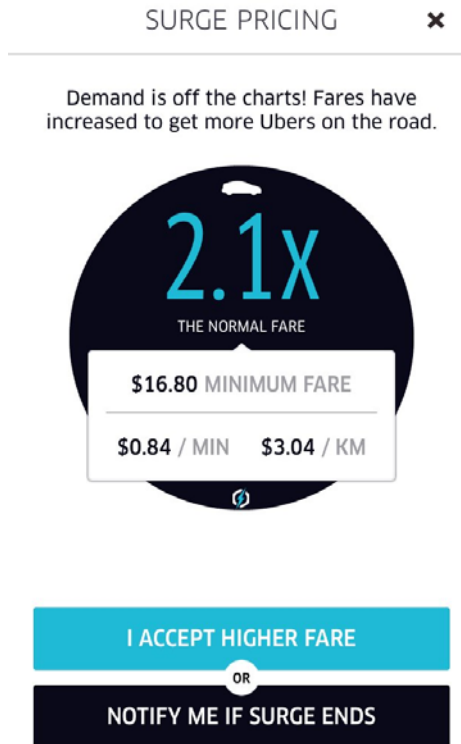 SURGE PRICING ×
Demand is off the charts! Fares have
increased to get more Ubers on the road.
2.1x
THE NORMAL FARE
$16.80 MINIMUM FARE
$0.84 / MIN $3.04 / KM
I ACCEPT HIGHER FARE
OR
NOTIFY ME IF SURGE ENDS